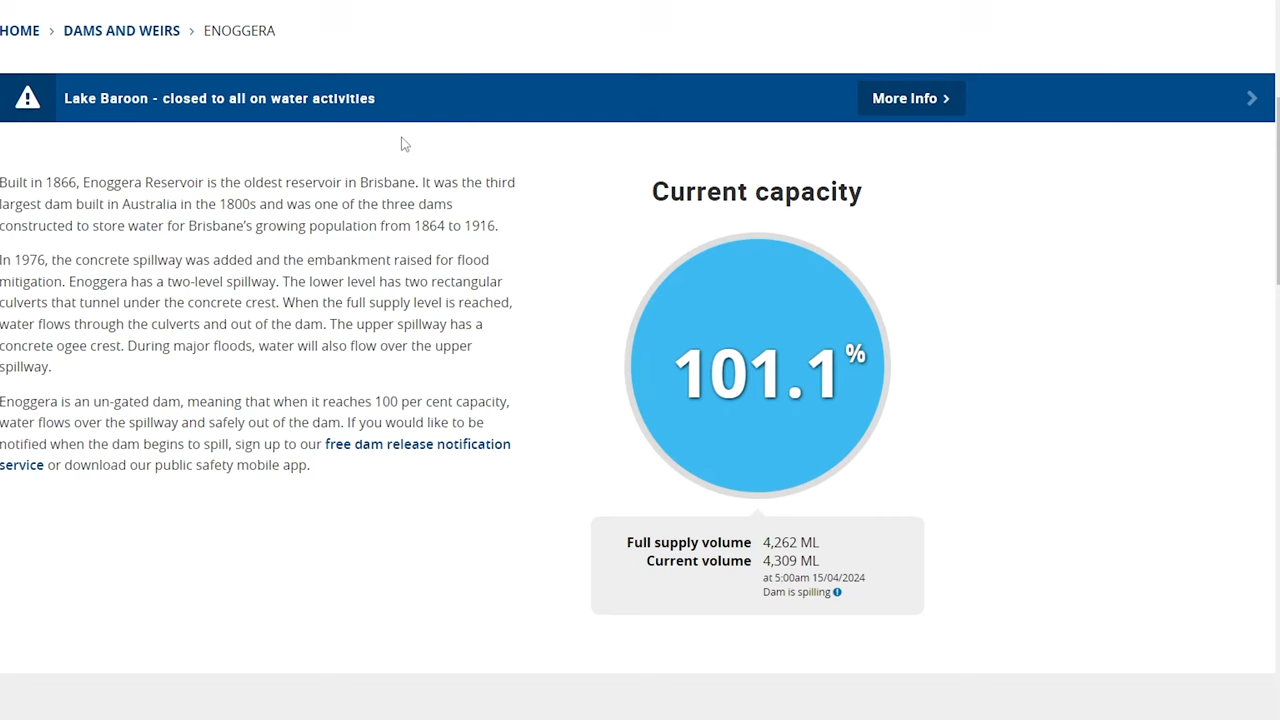 HOME > DAMS AND WEIRS > ENOGGERA
Lake Baroon - closed to all on water activities
More Info >
Built in 1866, Enoggera Reservoir is the oldest reservoir in Brisbane. It was the third
largest dam built in Australia in the 1800s and was one of the three dams
constructed to store water for Brisbane's growing population from 1864 to 1916.
In 1976, the concrete spillway was added and the embankment raised for flood
mitigation. Enoggera has a two-level spillway. The lower level has two rectangular
culverts that tunnel under the concrete crest. When the full supply level is reached,
water flows through the culverts and out of the dam. The upper spillway has a
concrete ogee crest. During major floods, water will also flow over the upper
spillway.
Enoggera is an un-gated dam, meaning that when it reaches 100 per cent capacity,
water flows over the spillway and safely out of the dam. If you would like to be
notified when the dam begins to spill, sign up to our free dam release notification
service or download our public safety mobile app.
Current capacity
101.1%
Full supply volume 4,262 ML
Current volume 4,309 ML
at 5:00am 15/04/2024
Dam is spilling